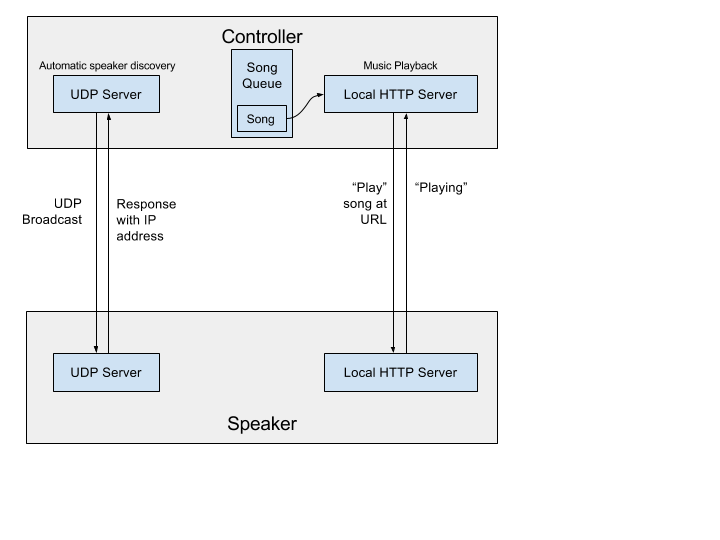 Controller
Automatic speaker discovery
UDP Server
Song
Queue
Song
Music Playback
Local HTTP Server
UDP
Broadcast
Response
with IP
address
“Play”
song at
URL
“Playing”
UDP Server
Local HTTP Server
Speaker